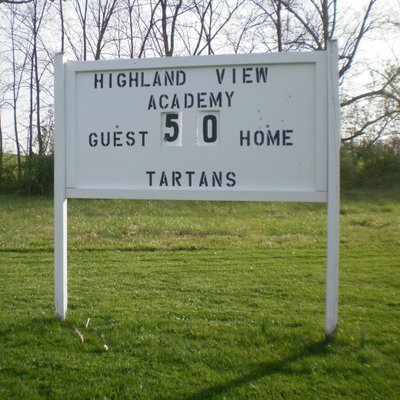 HIGHLAND VIEW
ACADEMY
GUEST 5 0 HOME
TARTANS